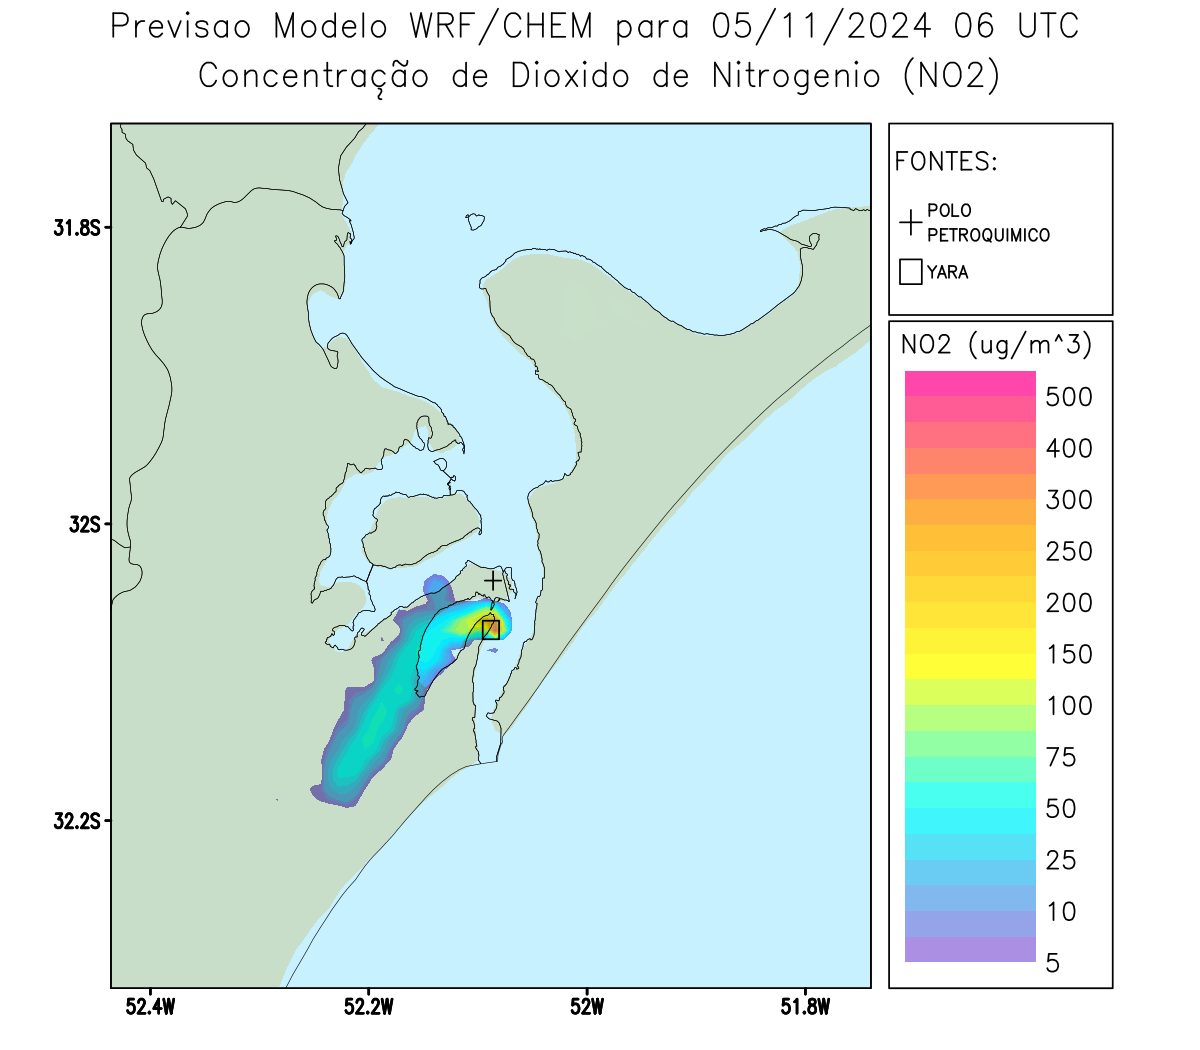 Previsao Modelo WRF/CHEM para 05/11/2024 06 UTC
Concentração de Dioxido de Nitrogenio (NO2)
FONTES:
POLO
PETROQUIMICO
YARA
NO2 (ug/m^3)
500
400
300
250
200
150
100
75
50
25
10
5
31.8S
32S
32.2S
52.4W
52.2W
52W
51.8W